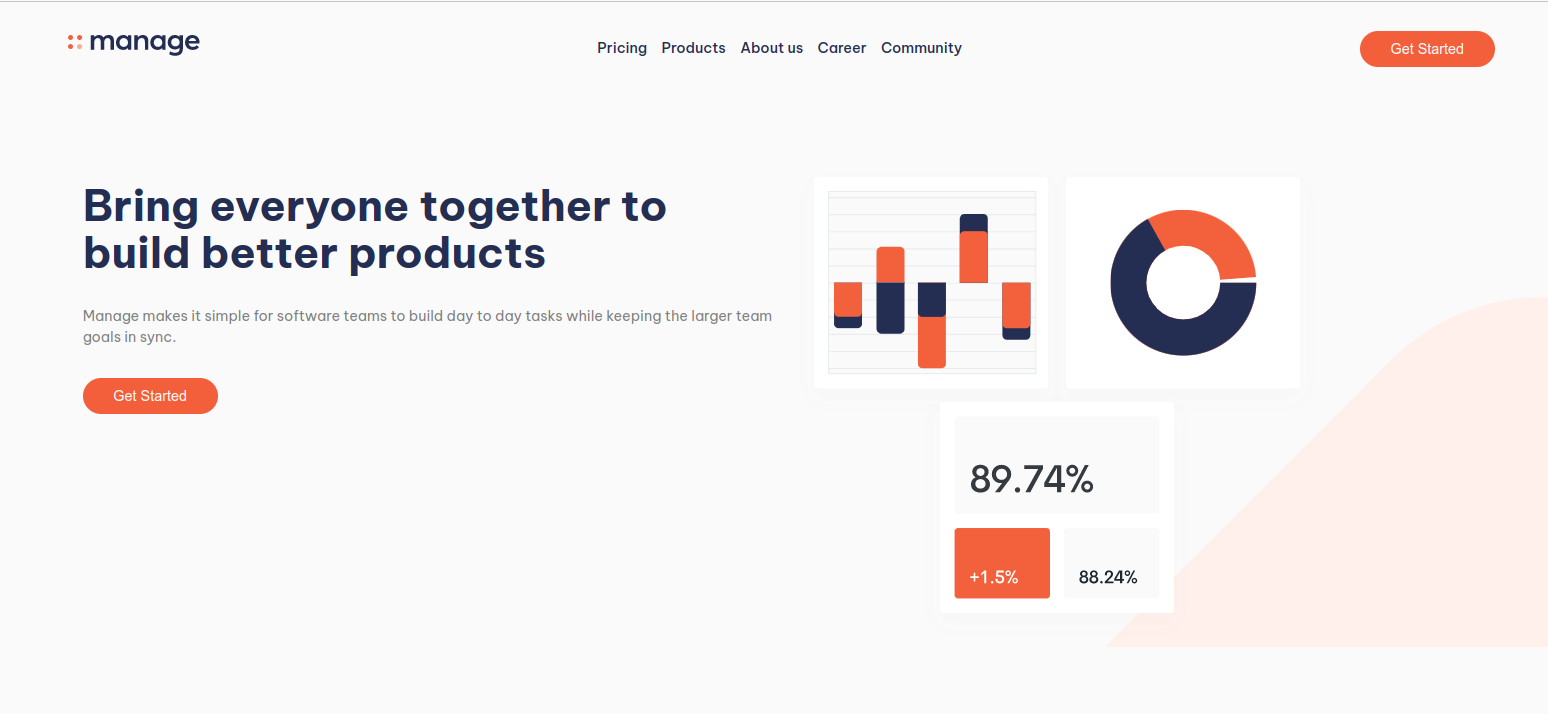 manage
Pricing Products About us Career Community
Get Started
Bring everyone together to
build better products
Manage makes it simple for software teams to build day to day tasks while keeping the larger team
goals in sync.
Get Started
89.74%
+1.5%
88.24%